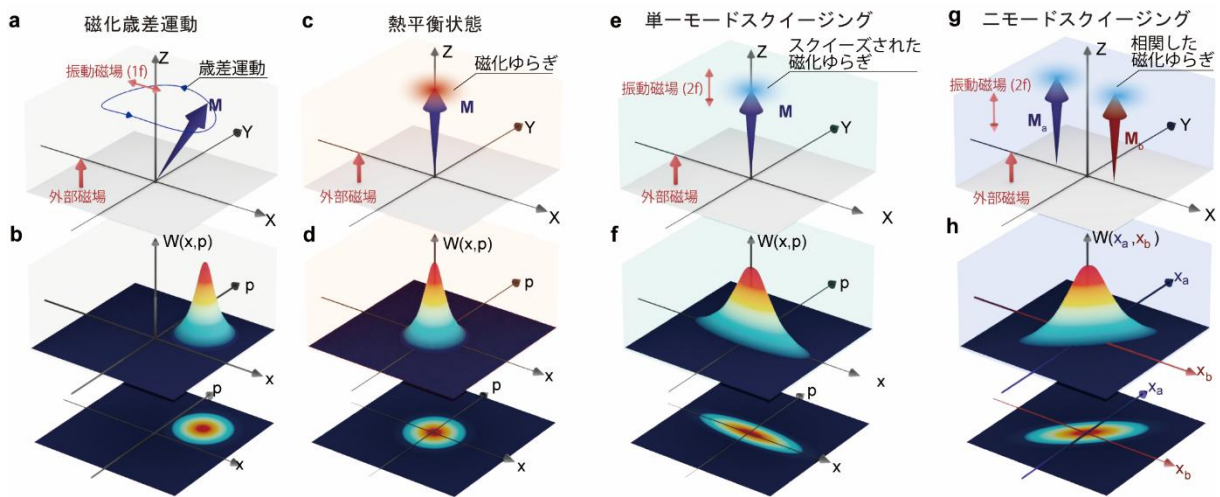 a 磁化歳差運動
Z
振動磁場 (1f)
歳差運動
M
Y
外部磁場
X
b
W(x,p)
p
x
p
x
c 熱平衡状態
Z
磁化ゆらぎ
M
Y
外部磁場
X
d
W(x,p)
p
x
p
x
e 単一モードスクイージング
Z
スクイーズされた
磁化ゆらぎ
振動磁場(2f)
M
Y
外部磁場
X
f
W(x,p)
p
x
p
x
g 二モードスクイージング
Z
相関した
磁化ゆらぎ
振動磁場(2f)
Ma
Mb
Y
外部磁場
X
h
W(xa,xb)
xa
xb
xa
xb